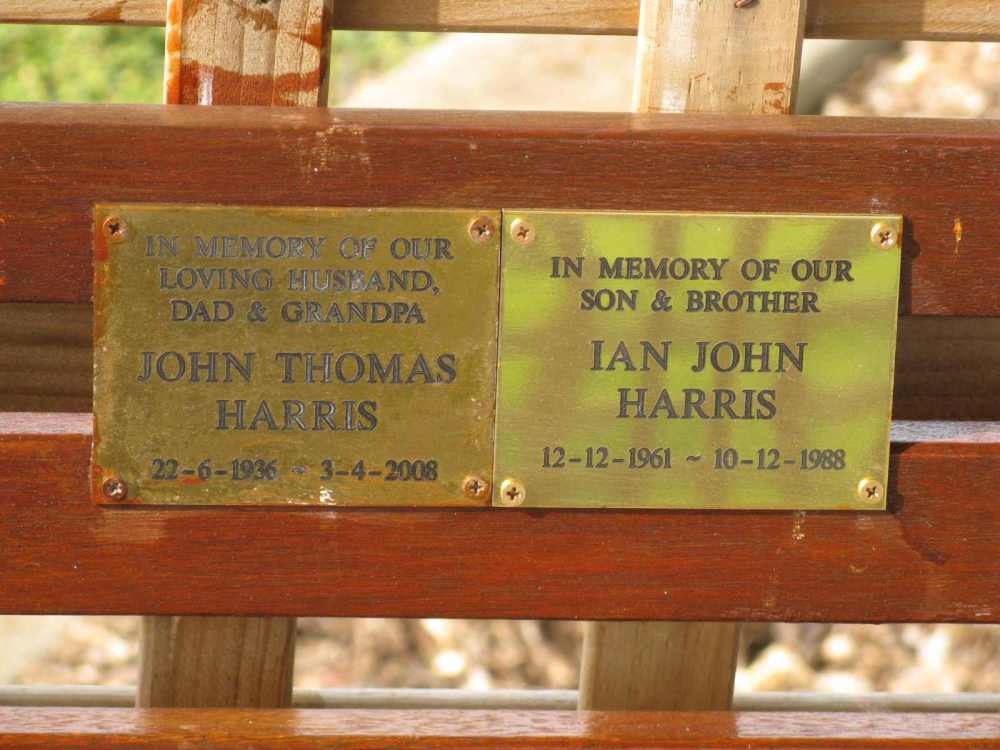 IN MEMORY OF OUR
LOVING HUSBAND,
DAD & GRANDPA
JOHN THOMAS
HARRIS
22-6-1936 ~ 3-4-2008
IN MEMORY OF OUR
SON & BROTHER
IAN JOHN
HARRIS
12-12-1961 ~ 10-12-1988